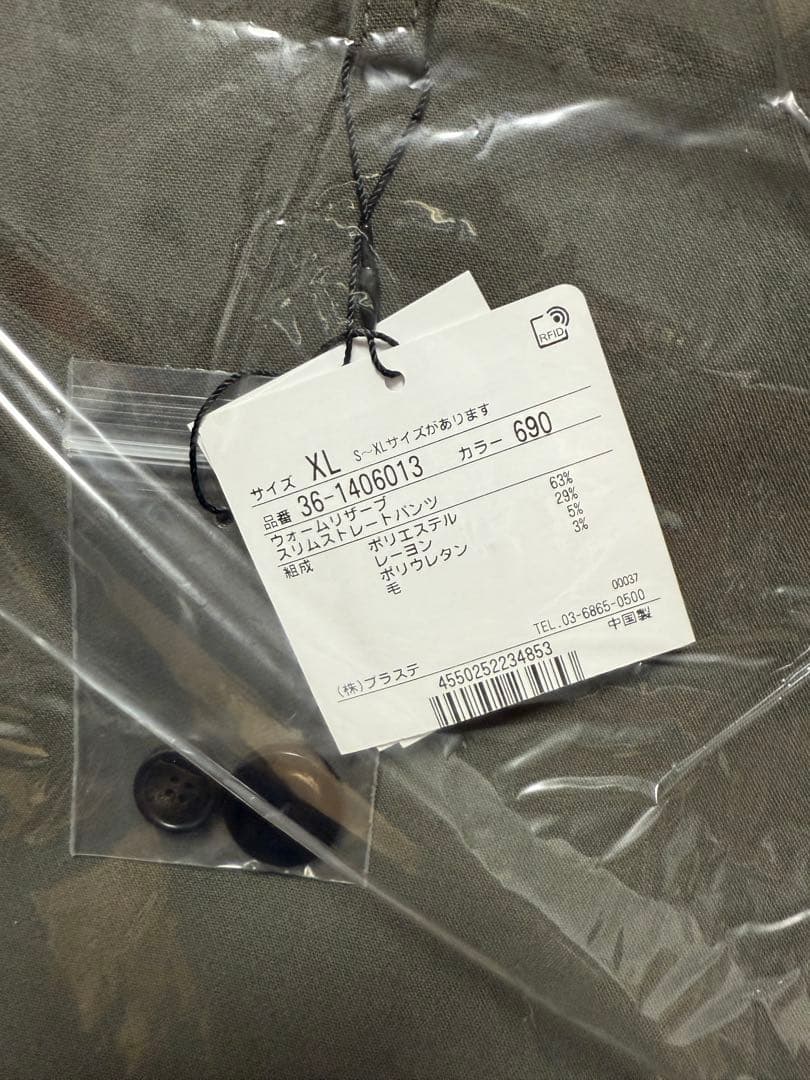 RFID
サイズ XL S～XLサイズがあります
品番 36-1406013 カラー 690
ウォームリザーブ
スリムストレートパンツ
組成 ポリエステル 63%
レーヨン 29%
ポリウレタン 5%
毛 3%
00037
TEL.03-6865-0500
(株)プラステ 中国製
4550252234853